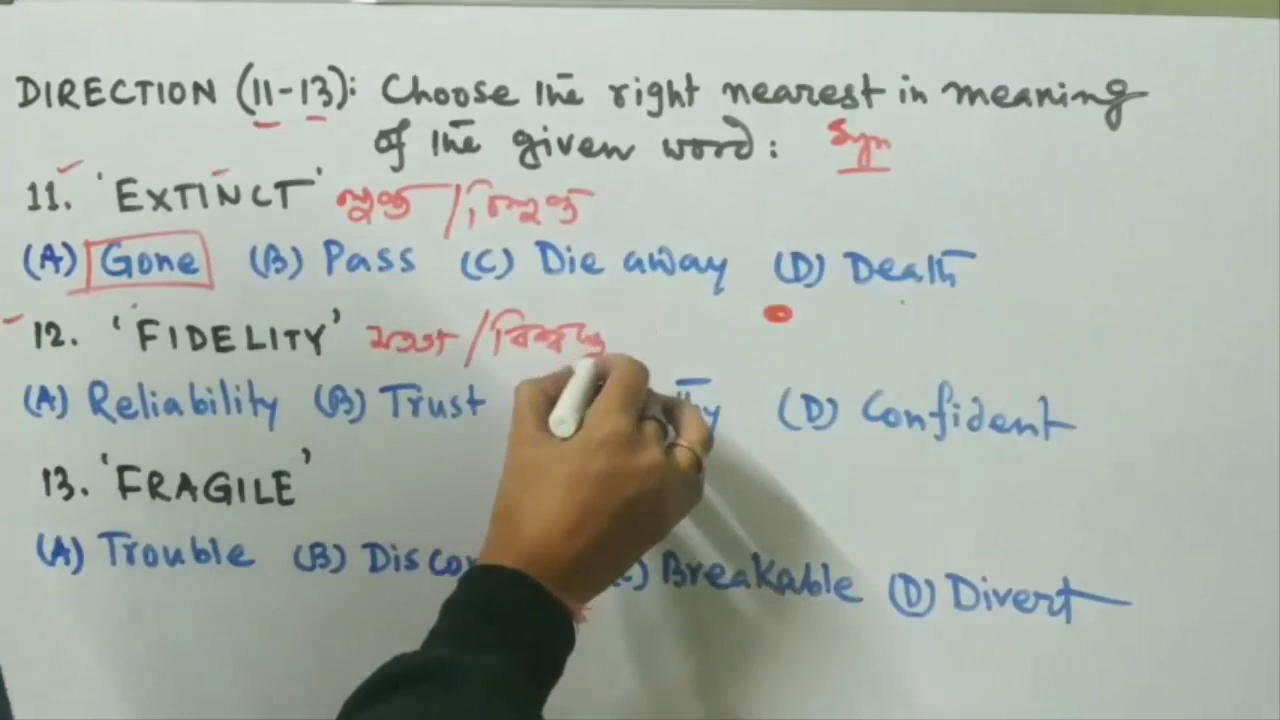 DIRECTION (11-13): Choose the right nearest in meaning
of the given word: Syn
11. 'EXTINCT' লুপ্ত / বিলুপ্ত
(A) Gone (B) Pass (C) Die away (D) Death
12. 'FIDELITY' /
(A) Reliability (B) Trust (D) Confident
13. 'FRAGILE'
(A) Trouble (B) Breakable (D) Divert